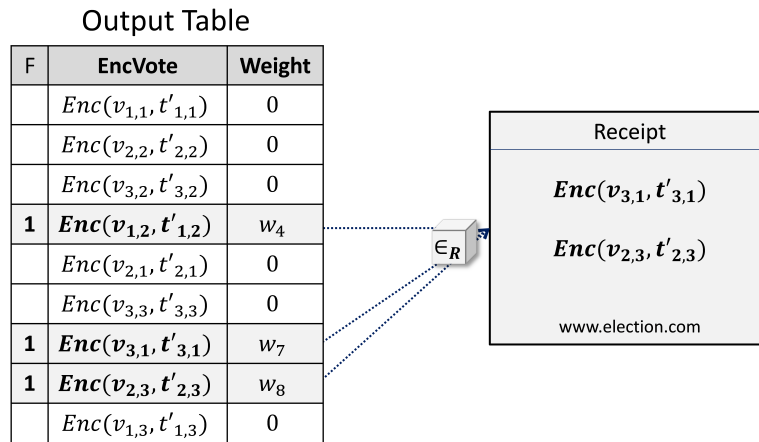 Output Table
F EncVote Weight
Enc(v₁,₁, t′₁,₁) 0
Enc(v₂,₂, t′₂,₂) 0
Enc(v₃,₂, t′₃,₂) 0
1 Enc(v₁,₂, t′₁,₂) w₄
Enc(v₂,₁, t′₂,₁) 0
Enc(v₃,₃, t′₃,₃) 0
1 Enc(v₃,₁, t′₃,₁) w₇
1 Enc(v₂,₃, t′₂,₃) w₈
Enc(v₁,₃, t′₁,₃) 0
∈R
Receipt
Enc(v₃,₁, t′₃,₁)
Enc(v₂,₃, t′₂,₃)
www.election.com